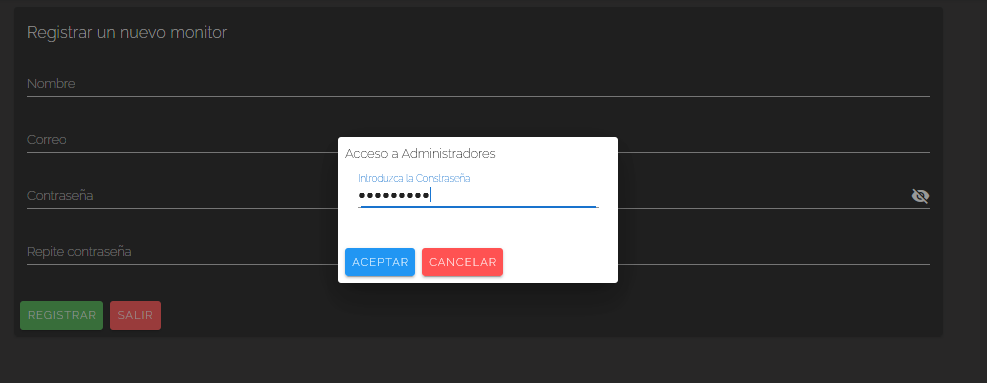 Registrar un nuevo monitor
Nombre
Correo
Acceso a Administradores
Introduzca la Constraseña
•••••••••
Contraseña
Repite contraseña
ACEPTAR CANCELAR
REGISTRAR SALIR